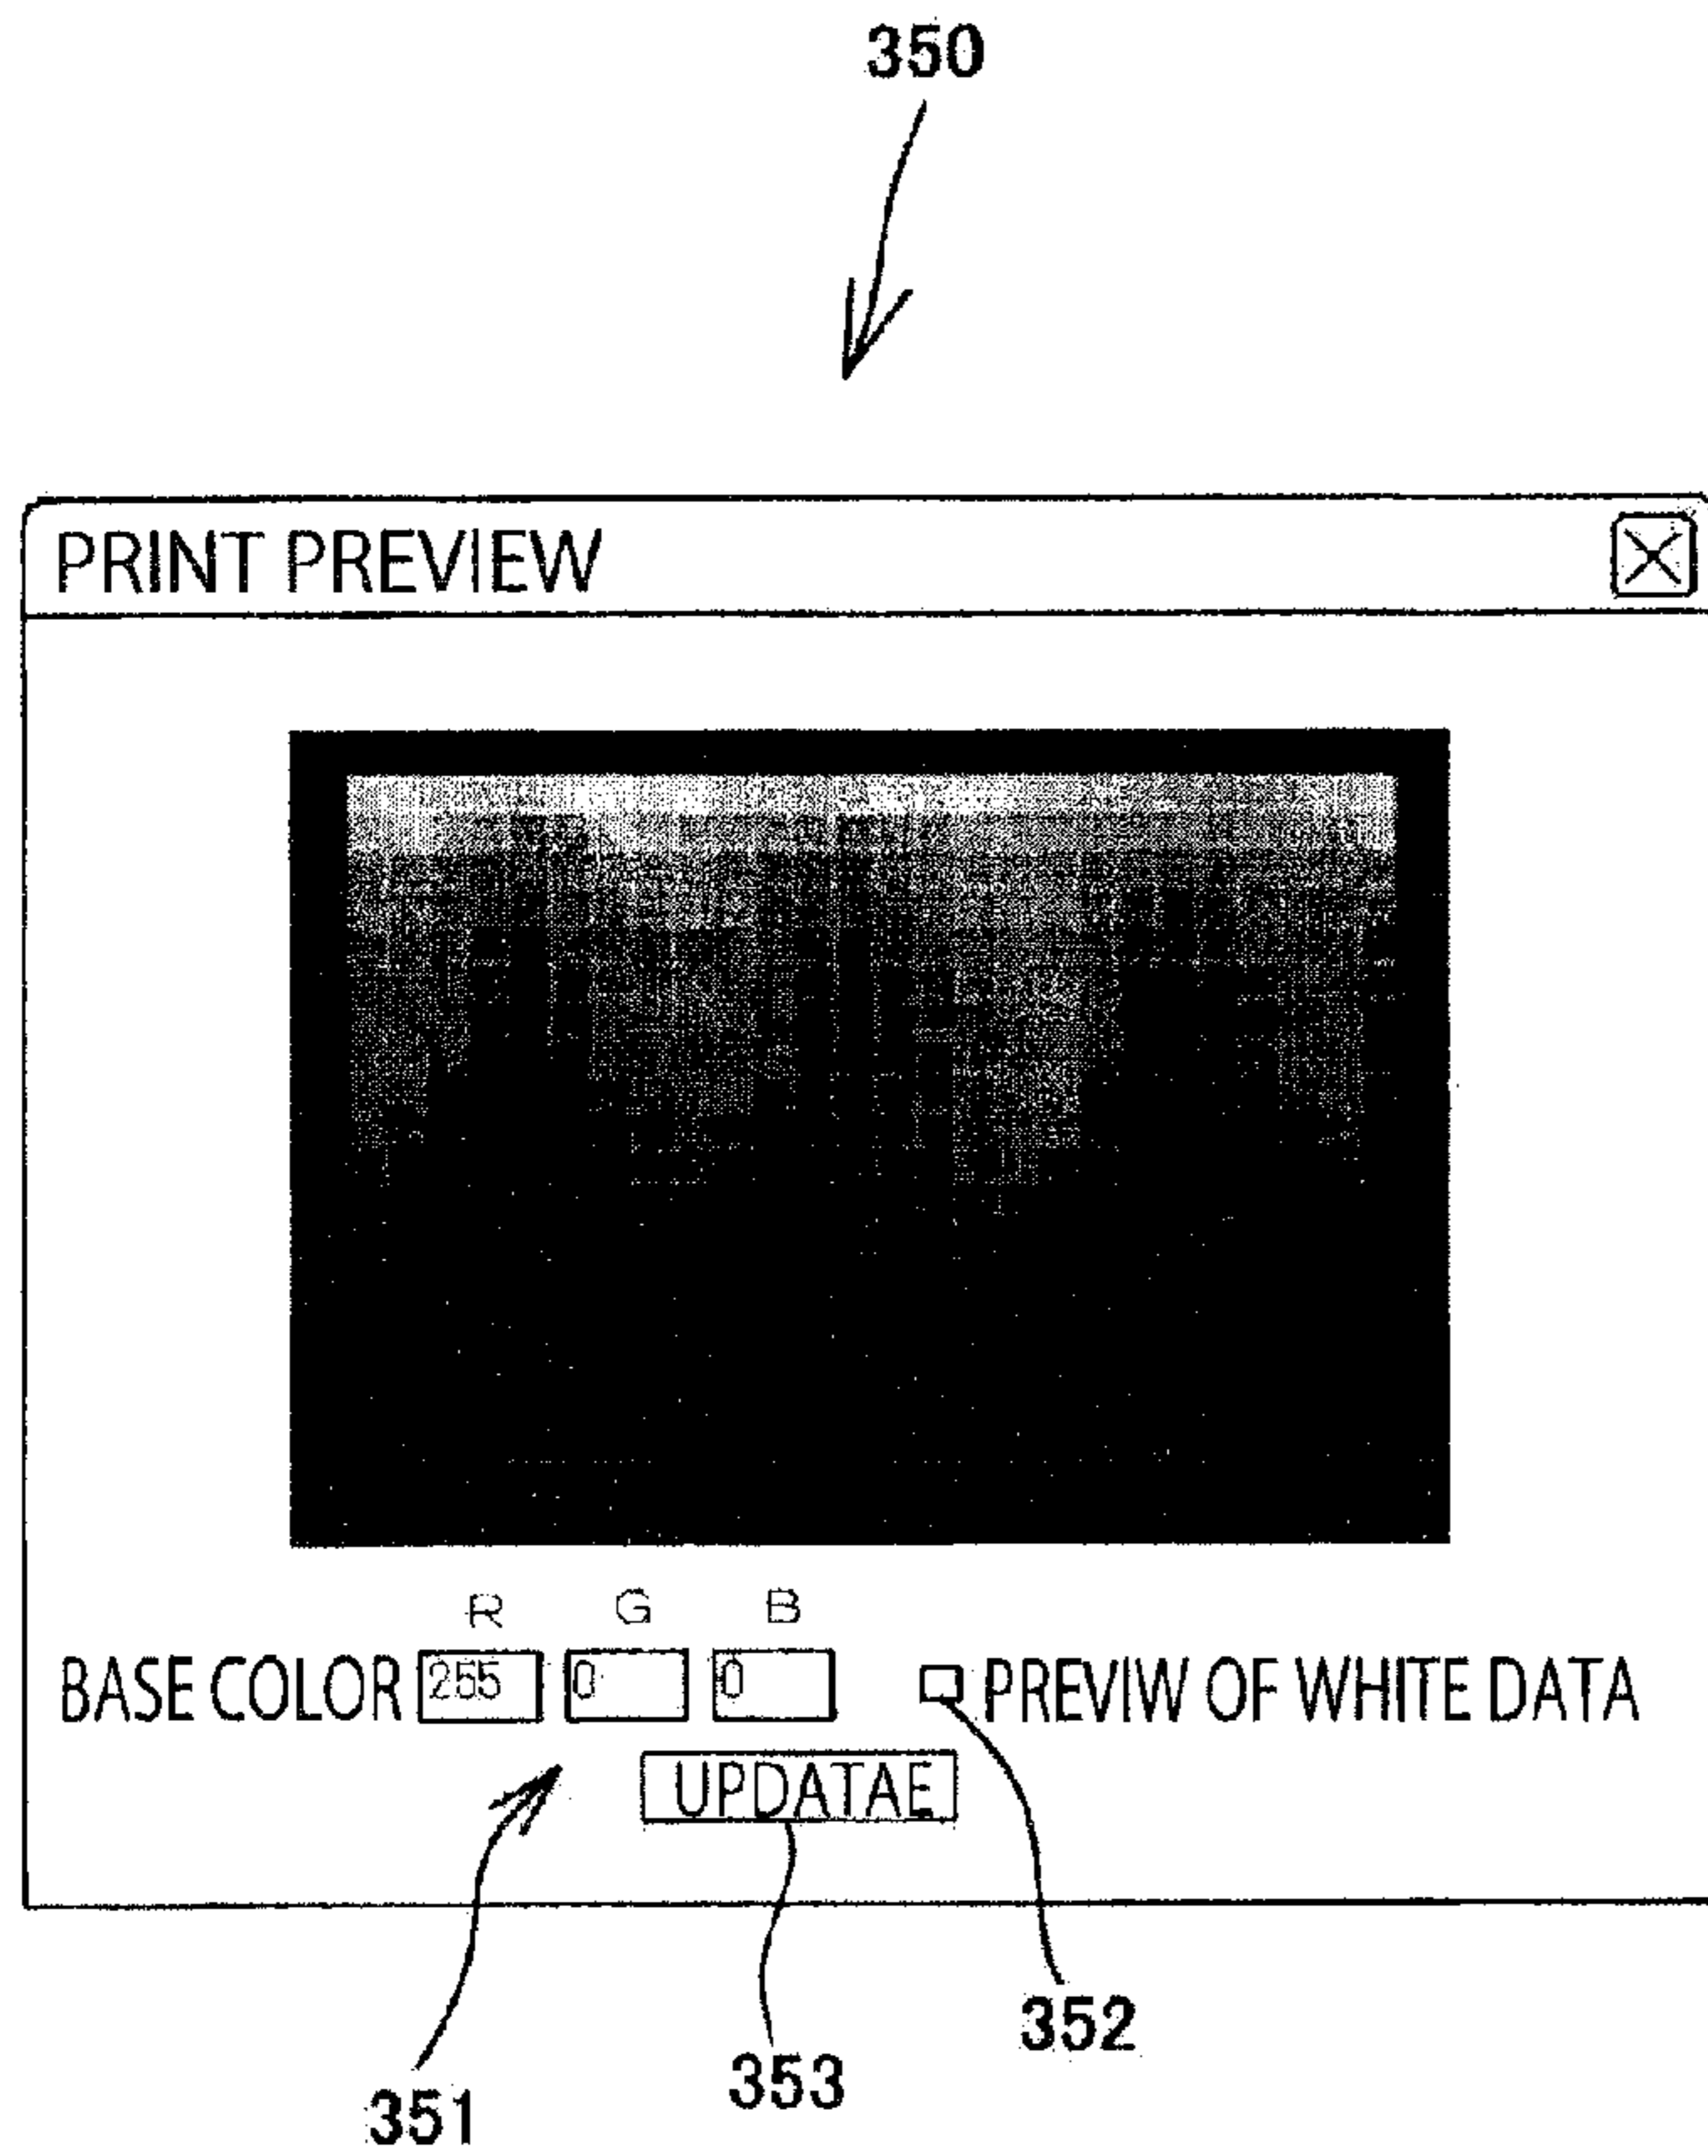 350
PRINT PREVIEW
R G B
BASE COLOR 255 0 0 PREVIW OF WHITE DATA
UPDATAE
352
353
351